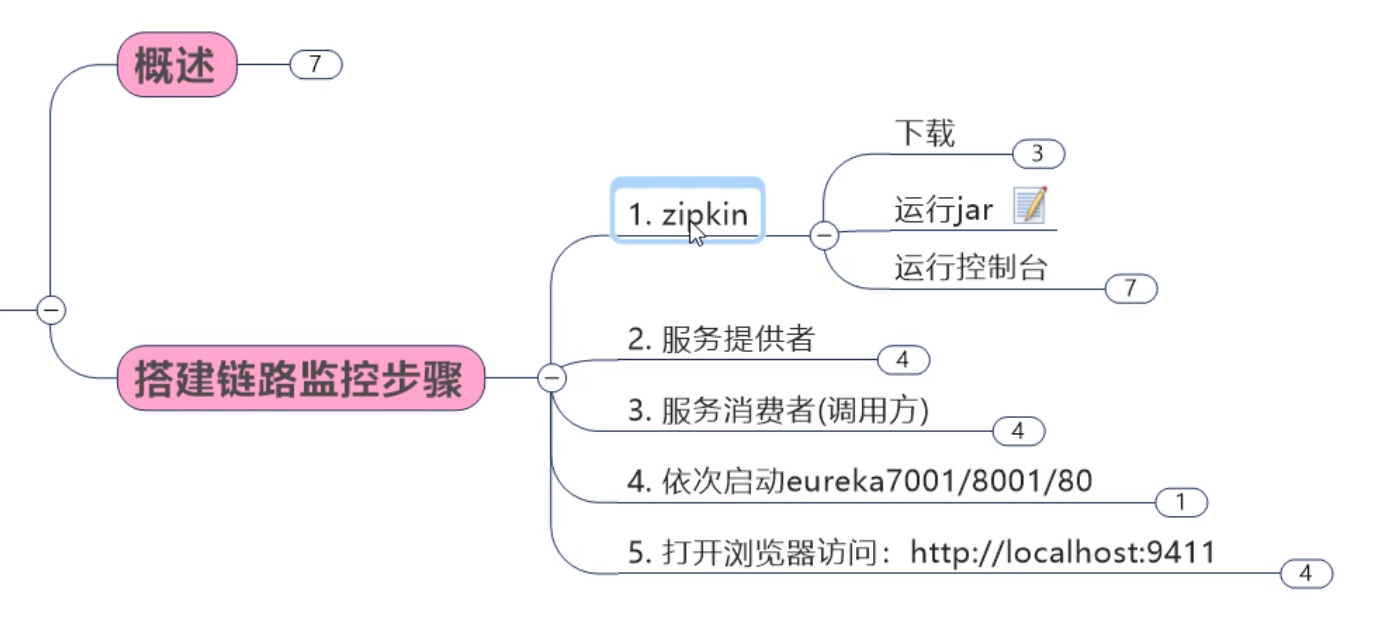 概述
7
搭建链路监控步骤
1. zipkin
下载
3
运行jar
运行控制台
7
2. 服务提供者
4
3. 服务消费者(调用方)
4
4. 依次启动eureka7001/8001/80
1
5. 打开浏览器访问：http://localhost:9411
4